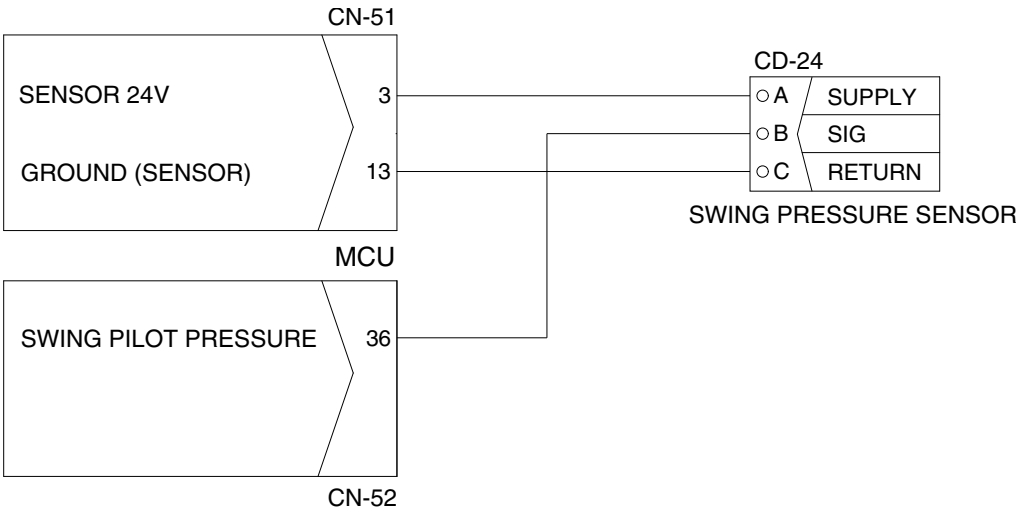 CN-51
CD-24
SENSOR 24V 3
A SUPPLY
B SIG
GROUND (SENSOR) 13
C RETURN
SWING PRESSURE SENSOR
MCU
SWING PILOT PRESSURE 36
CN-52